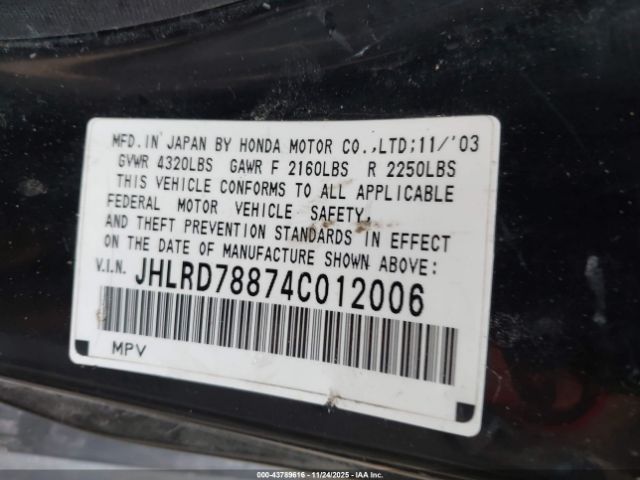 MFD. IN JAPAN BY HONDA MOTOR CO.,LTD;11/'03
GVWR 4320LBS GAWR F 2160LBS R 2250LBS
THIS VEHICLE CONFORMS TO ALL APPLICABLE
FEDERAL MOTOR VEHICLE SAFETY,
AND THEFT PREVENTION STANDARDS IN EFFECT
ON THE DATE OF MANUFACTURE SHOWN ABOVE:
V.I.N. JHLRD78874C012006
MPV
000-43789616 - 11/24/2025 - IAAI.COM